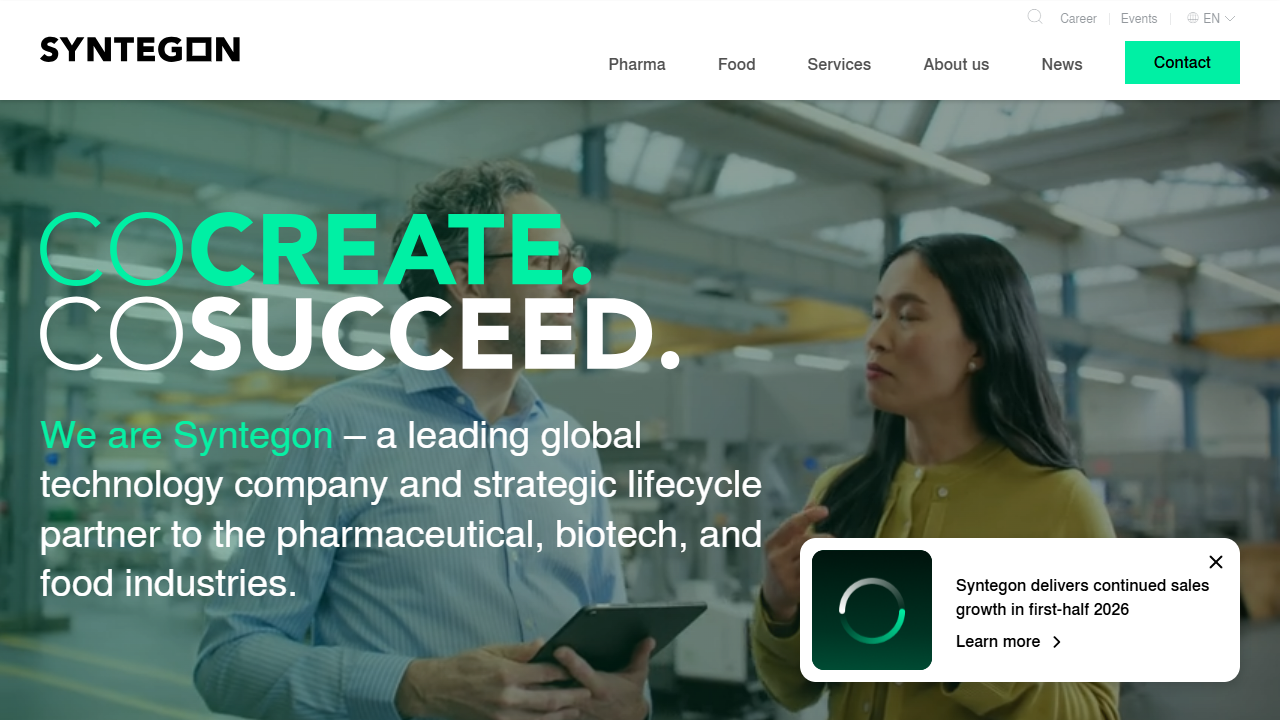 Career
Events
EN
SYNTEGON
Pharma
Food
Services
About us
News
Contact
COCREATE.
COSUCCEED.
We are Syntegon – a leading global
technology company and strategic lifecycle
partner to the pharmaceutical, biotech, and
food industries.
Syntegon delivers continued sales
growth in first-half 2026
Learn more